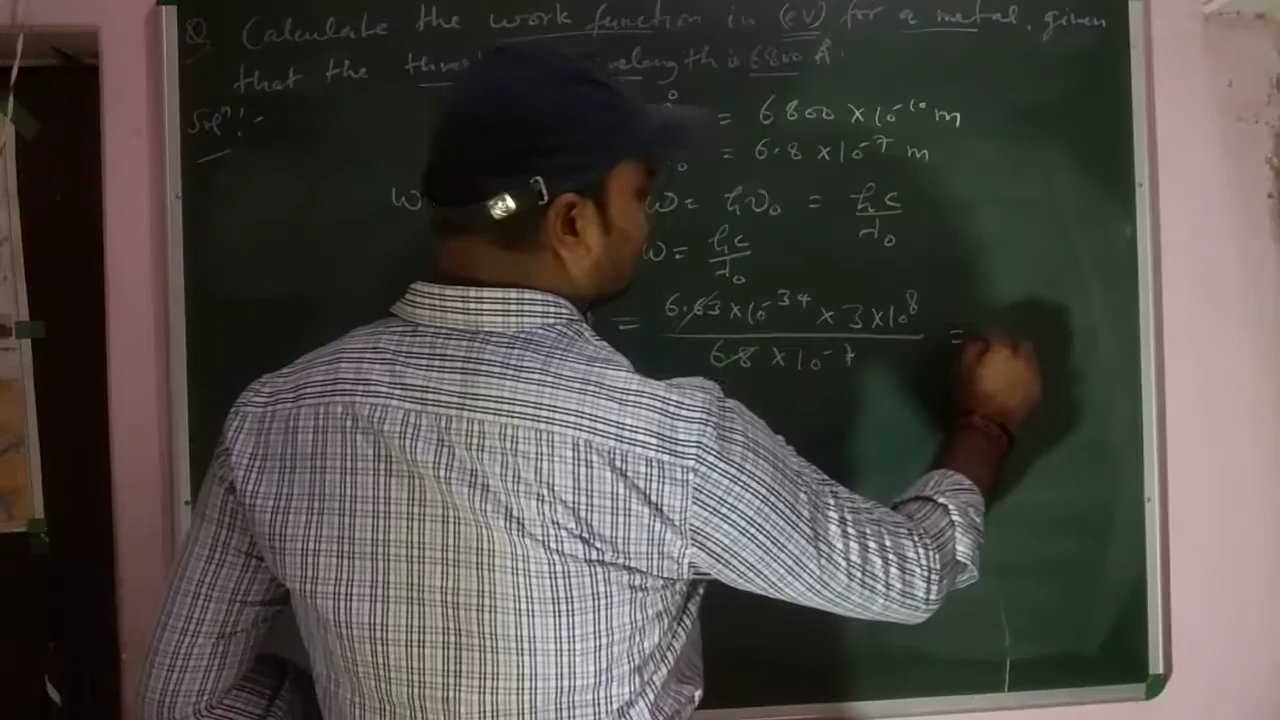 Q. Calculate the work function in (eV) for a metal, given
that the is 6800 Å.
Solⁿ:-
= 6800 × 10⁻¹⁰ m
= 6.8 × 10⁻⁷ m
W W = hν₀ = hc/λ₀
W = hc/λ₀
= 6.63 × 10⁻³⁴ × 3 × 10⁸ / 6.8 × 10⁻⁷ =